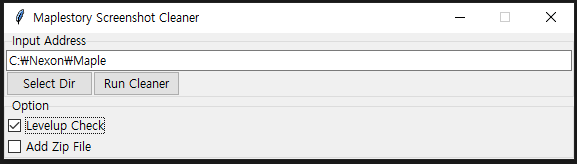 Maplestory Screenshot Cleaner
Input Address
C:₩Nexon₩Maple
Select Dir Run Cleaner
Option
Levelup Check
Add Zip File